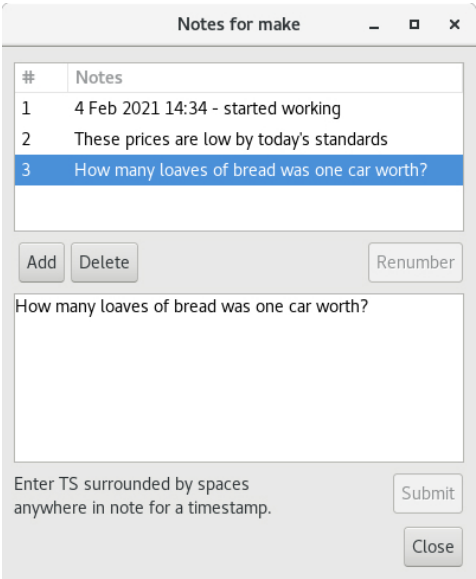 Notes for make
# Notes
1 4 Feb 2021 14:34 - started working
2 These prices are low by today's standards
3 How many loaves of bread was one car worth?
Add Delete Renumber
How many loaves of bread was one car worth?
Enter TS surrounded by spaces
anywhere in note for a timestamp.
Submit
Close